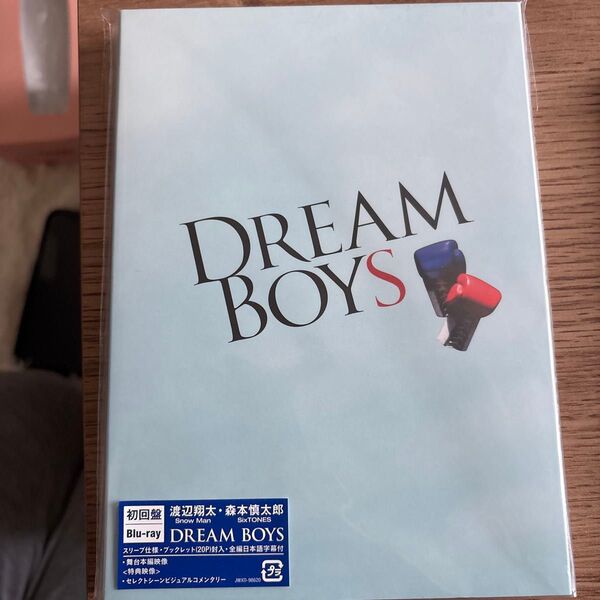 DREAM
BOYS
初回盤
Blu-ray
渡辺翔太・森本慎太郎
Snow Man SixTONES
DREAM BOYS
スリーブ仕様・ブックレット(20P)封入・全編日本語字幕付
・舞台本編映像
<特典映像>
・セレクトシーンビジュアルコメンタリー
JWXD-98620